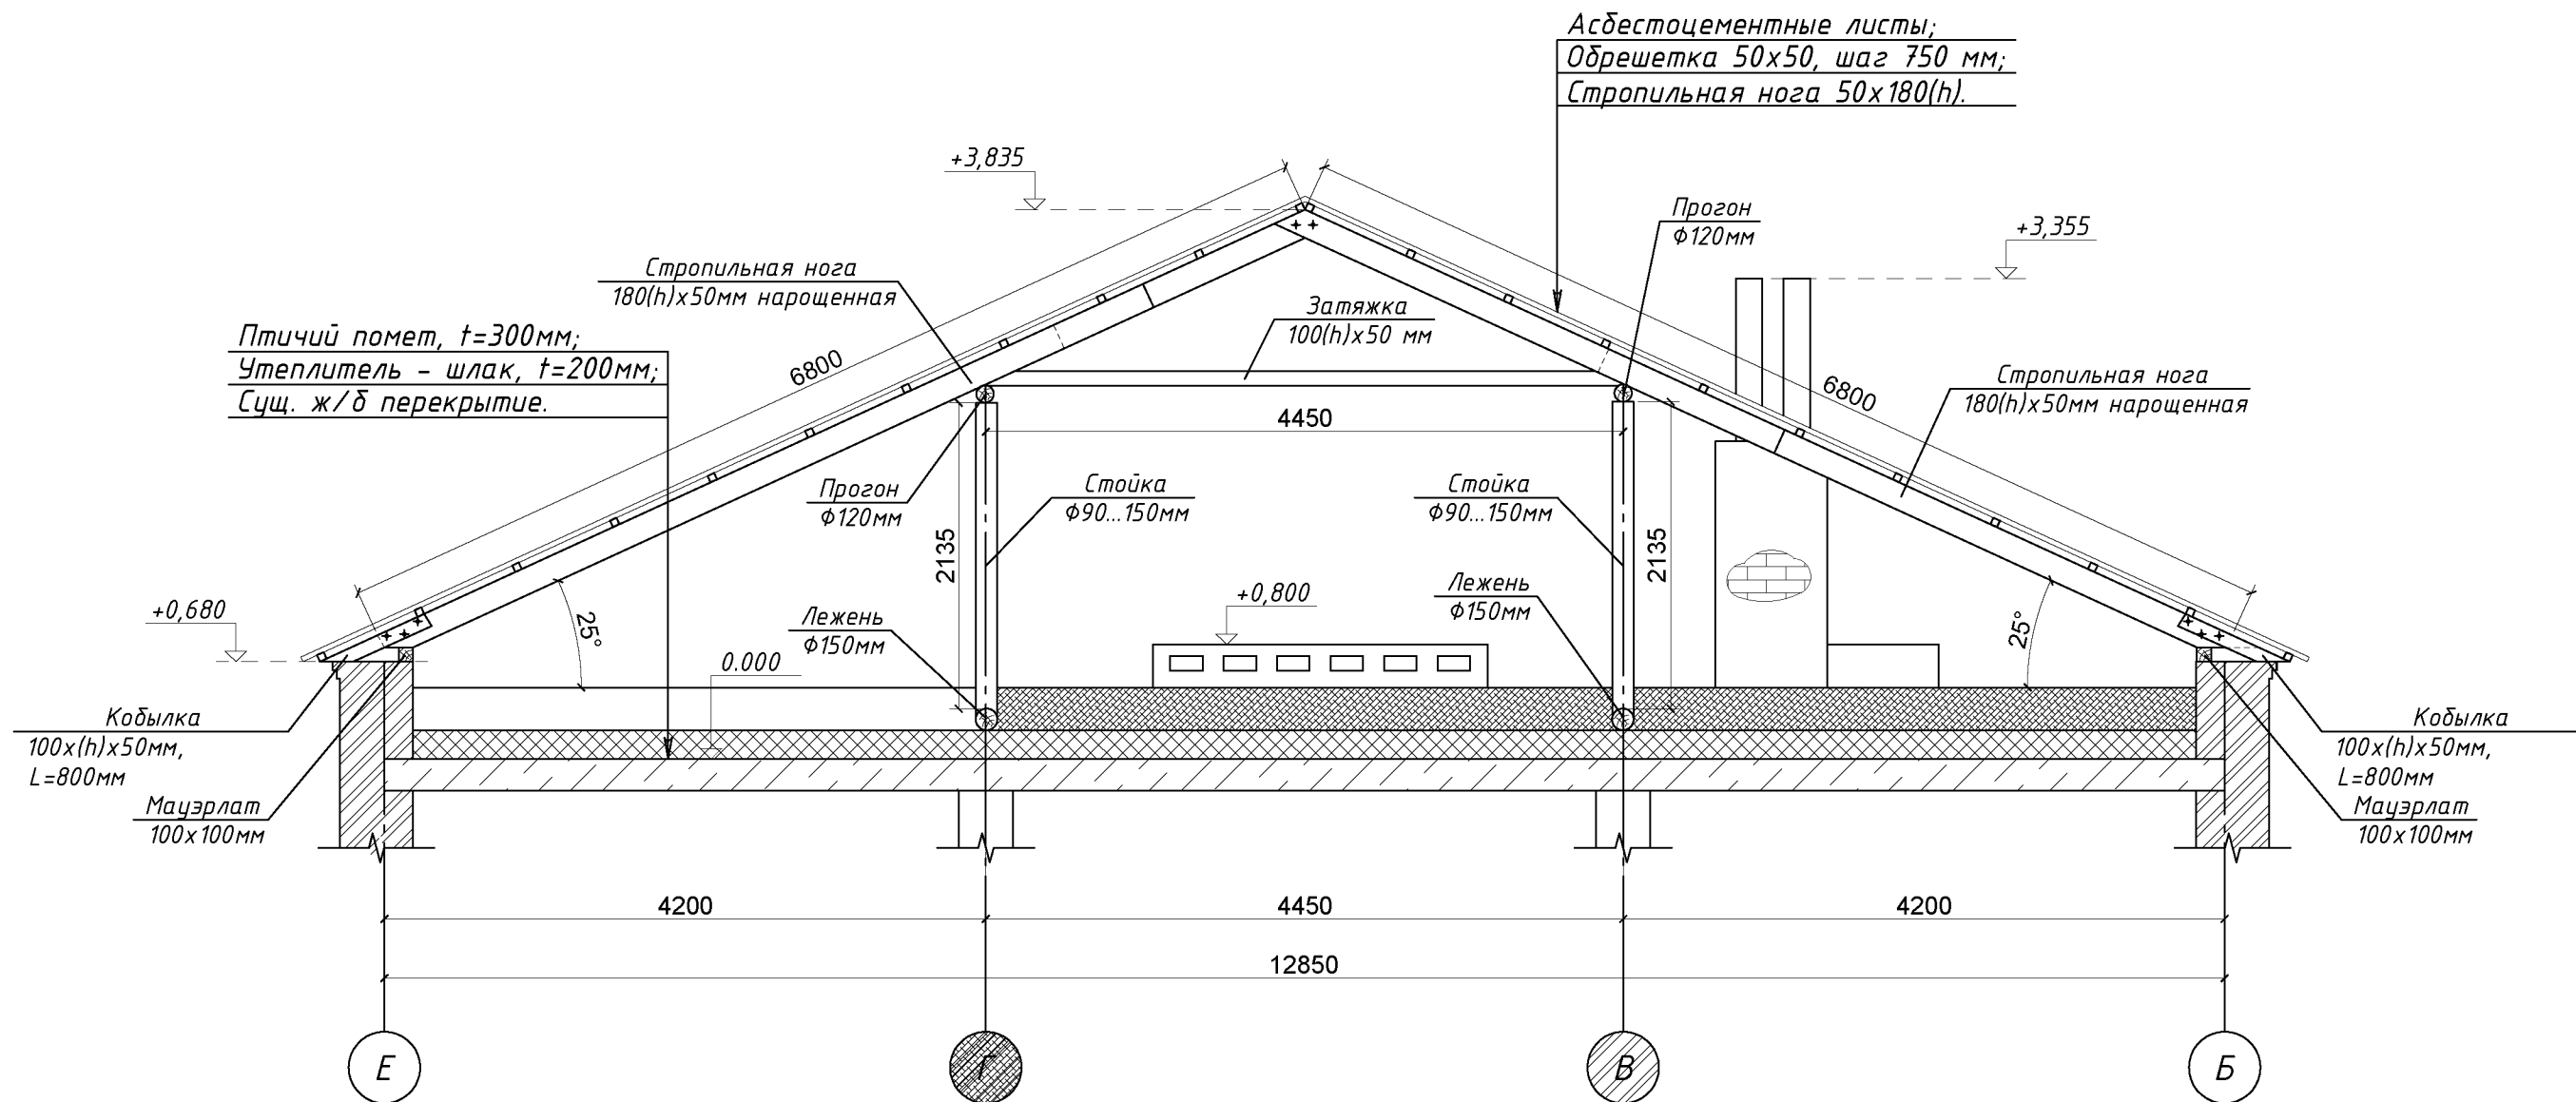 Асбестоцементные листы;
Обрешетка 50х50, шаг 750 мм;
Стропильная нога 50х180(h).
+3,835
Прогон
Ф120мм
+3,355
Стропильная нога
180(h)х50мм нарощенная
Затяжка
100(h)х50 мм
Птичий помет, t=300мм;
Утеплитель - шлак, t=200мм;
Сущ. ж/б перекрытие.
6800
6800
Стропильная нога
180(h)х50мм нарощенная
4450
Прогон
Ф120мм
Стойка
Ф90...150мм
Стойка
Ф90...150мм
2135
2135
+0,680
25°
Лежень
Ф150мм
+0,800
Лежень
Ф150мм
25°
0.000
Кобылка
100х(h)х50мм,
L=800мм
Мауэрлат
100х100мм
Кобылка
100х(h)х50мм,
L=800мм
Мауэрлат
100х100мм
4200
4450
4200
12850
Е
Г
В
Б